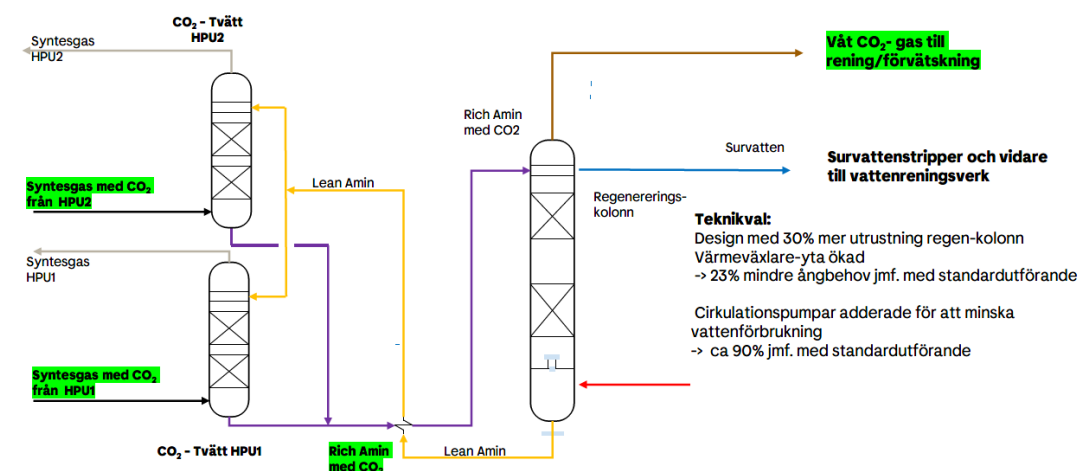 CO₂ - Tvätt
HPU2
Syntesgas
HPU2
Våt CO₂- gas till
rening/förvätskning
Rich Amin
med CO2
Survatten
Survattenstripper och vidare
till vattenreningsverk
Syntesgas med CO₂
från HPU2
Lean Amin
Regenererings-
kolonn
Teknikval:
Design med 30% mer utrustning regen-kolonn
Värmeväxlare-yta ökad
-> 23% mindre ångbehov jmf. med standardutförande
Syntesgas
HPU1
Cirkulationspumpar adderade för att minska
vattenförbrukning
-> ca 90% jmf. med standardutförande
Syntesgas med CO₂
från HPU1
CO₂ - Tvätt HPU1
Rich Amin
med CO₂
Lean Amin